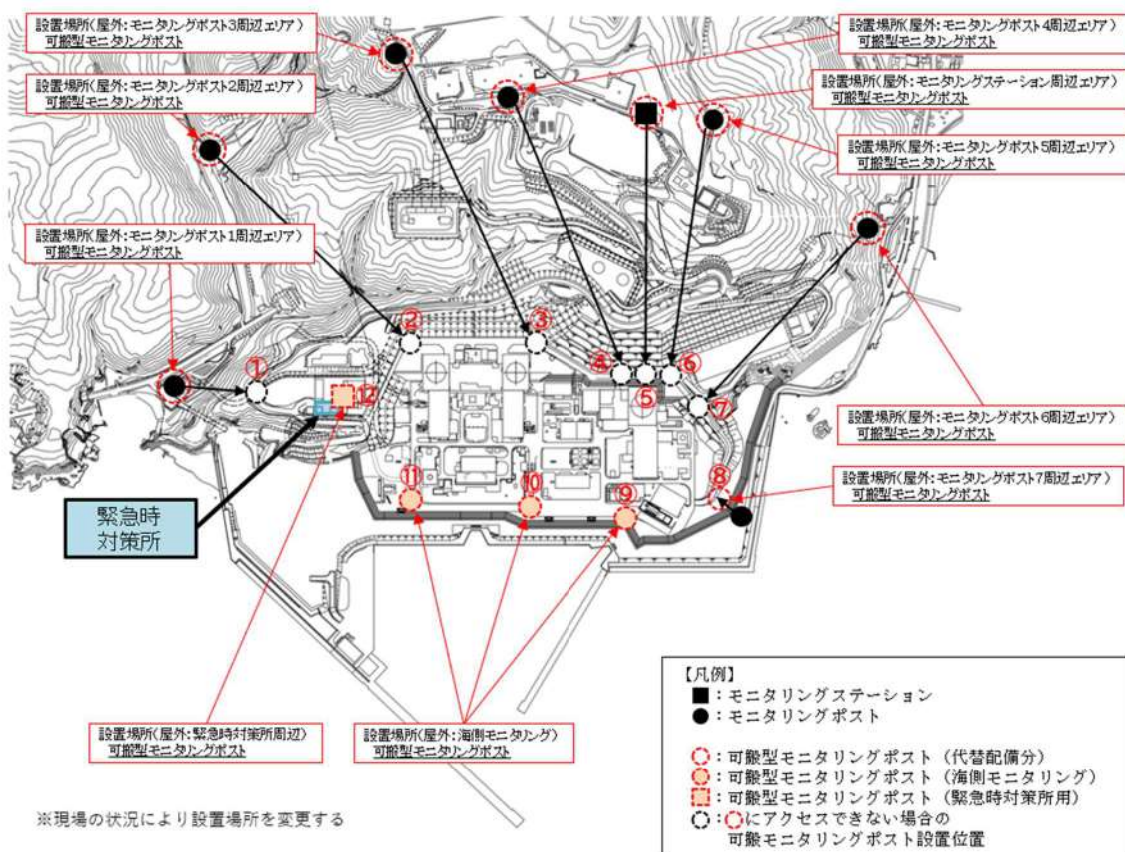 設置場所(屋外:モニタリングポスト3周辺エリア)
可搬型モニタリングポスト
設置場所(屋外:モニタリングポスト4周辺エリア)
可搬型モニタリングポスト
設置場所(屋外:モニタリングポスト2周辺エリア)
可搬型モニタリングポスト
設置場所(屋外:モニタリングステーション周辺エリア)
可搬型モニタリングポスト
設置場所(屋外:モニタリングポスト5周辺エリア)
可搬型モニタリングポスト
設置場所(屋外:モニタリングポスト1周辺エリア)
可搬型モニタリングポスト
①
②
③
④
⑤
⑥
⑦
⑫
設置場所(屋外:モニタリングポスト6周辺エリア)
可搬型モニタリングポスト
⑧
設置場所(屋外:モニタリングポスト7周辺エリア)
可搬型モニタリングポスト
⑪
⑩
⑨
緊急時
対策所
設置場所(屋外:緊急時対策所周辺)
可搬型モニタリングポスト
設置場所(屋外:海側モニタリング)
可搬型モニタリングポスト
【凡例】
■:モニタリングステーション
●:モニタリングポスト
:可搬型モニタリングポスト(代替配備分)
:可搬型モニタリングポスト(海側モニタリング)
:可搬型モニタリングポスト(緊急時対策所用)
:◌にアクセスできない場合の
可搬モニタリングポスト設置位置
※現場の状況により設置場所を変更する